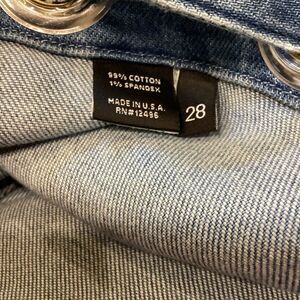 99% COTTON
1% SPANDEX
MADE IN U.S.A.
RN#12496
28